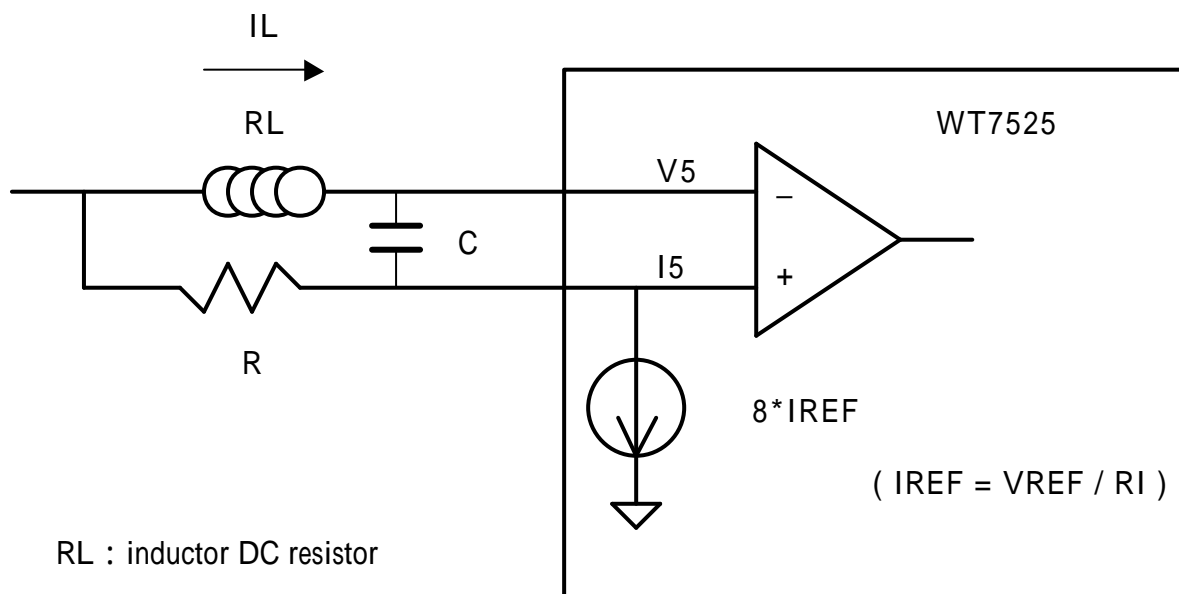 IL
RL
WT7525
V5
−
C
I5
+
R
8*IREF
( IREF = VREF / RI )
RL : inductor DC resistor